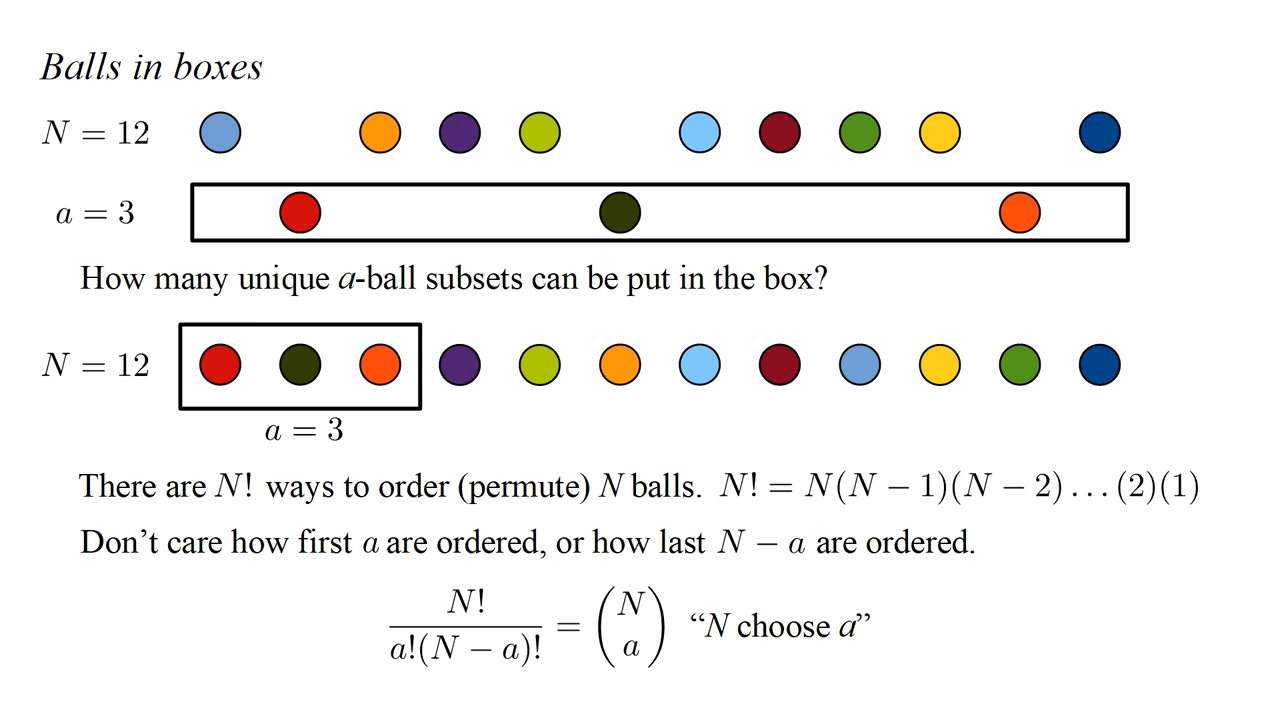 Balls in boxes
N = 12
a = 3
How many unique a-ball subsets can be put in the box?
N = 12
a = 3
There are N! ways to order (permute) N balls. N! = N(N − 1)(N − 2) . . . (2)(1)
Don’t care how first a are ordered, or how last N − a are ordered.
N! / a!(N − a)! = (N a) “N choose a”